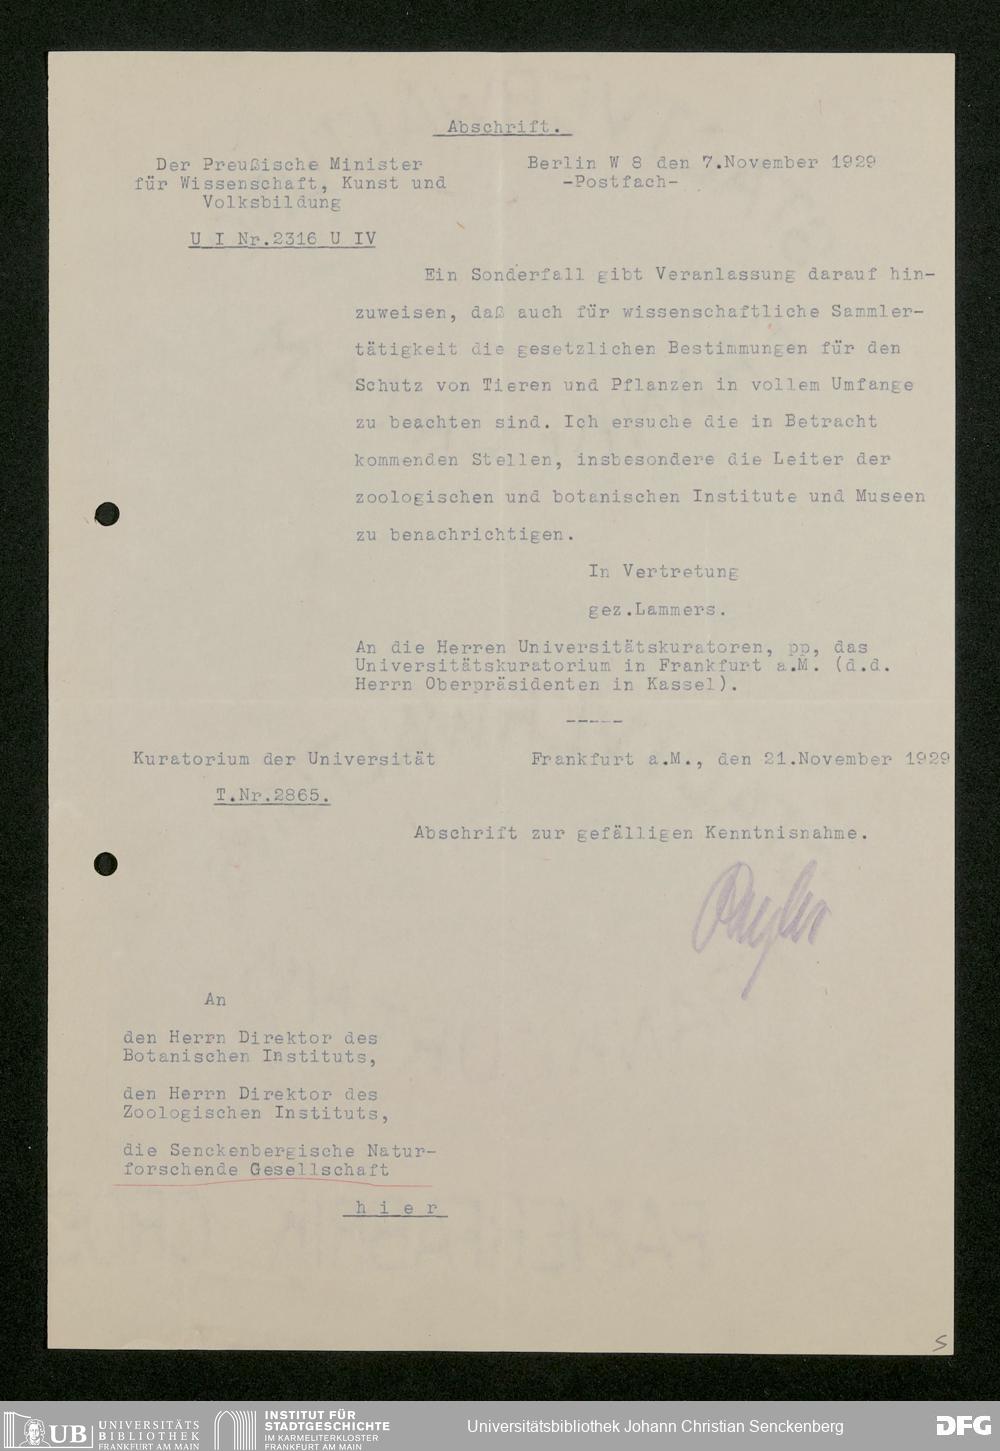 Abschrift.
Der Preußische Minister
für Wissenschaft, Kunst und
Volksbildung
Berlin W 8 den 7.November 1929
-Postfach-
U I Nr.2316 U IV
Ein Sonderfall gibt Veranlassung darauf hin-
zuweisen, daß auch für wissenschaftliche Sammler-
tätigkeit die gesetzlichen Bestimmungen für den
Schutz von Tieren und Pflanzen in vollem Umfange
zu beachten sind. Ich ersuche die in Betracht
kommenden Stellen, insbesondere die Leiter der
zoologischen und botanischen Institute und Museen
zu benachrichtigen.
In Vertretung
gez.Lammers.
An die Herren Universitätskuratoren, pp, das
Universitätskuratorium in Frankfurt a.M. (d.d.
Herrn Oberpräsidenten in Kassel).
-----
Kuratorium der Universität
Frankfurt a.M., den 21.November 1929
T.Nr.2865.
Abschrift zur gefälligen Kenntnisnahme.
An
den Herrn Direktor des
Botanischen Instituts,
den Herrn Direktor des
Zoologischen Instituts,
die Senckenbergische Natur-
forschende Gesellschaft
h i e r
5
UB UNIVERSITÄTS
BIBLIOTHEK
FRANKFURT AM MAIN
INSTITUT FÜR
STADTGESCHICHTE
IM KARMELITERKLOSTER
FRANKFURT AM MAIN
Universitätsbibliothek Johann Christian Senckenberg
DFG